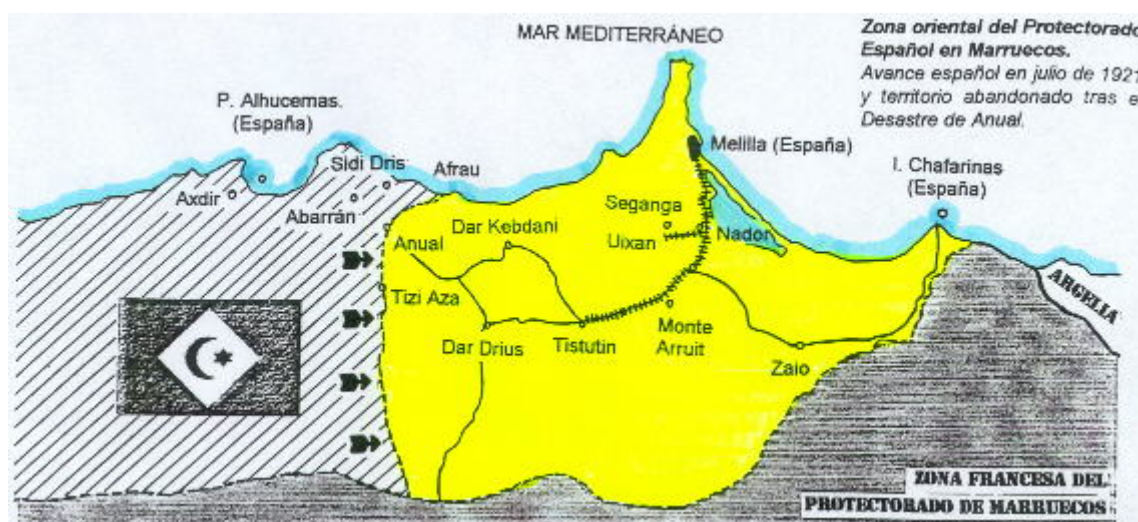 MAR MEDITERRÁNEO
Zona oriental del Protectorado
Español en Marruecos.
Avance español en julio de 1921
y territorio abandonado tras e
Desastre de Anual.
P. Alhucemas.
(España)
Melilla (España)
Sidi Dris
Afrau
I. Chafarinas
(España)
Axdir
Abarrán
Seganga
Dar Kebdani
Anual
Uixan
Nador
ARGELIA
Tizi Aza
Dar Drius
Tistutin
Monte
Arruit
Zaio
ZONA FRANCESA DEL
PROTECTORADO DE MARRUECOS